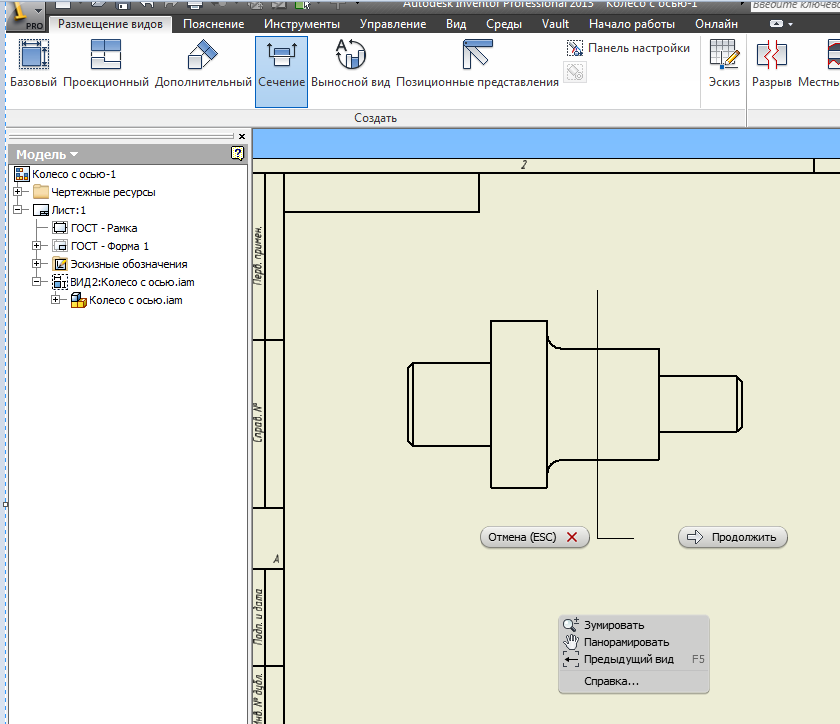 Autodesk Inventor Professional 2013 Колесо с осью-1
Введите ключево
PRO
Размещение видов Пояснение Инструменты Управление Вид Среды Vault Начало работы Онлайн
Базовый Проекционный Дополнительный Сечение Выносной вид Позиционные представления Панель настройки Эскиз Разрыв Местнь
Создать
Модель
Колесо с осью-1
Чертежные ресурсы
Лист:1
ГОСТ - Рамка
ГОСТ - Форма 1
Эскизные обозначения
ВИД2:Колесо с осью.iam
Колесо с осью.iam
2
Перв. примен.
Справ. №
A
Подп. и дата
Инв. № дубл.
Отмена (ESC)
Продолжить
Зумировать
Панорамировать
Предыдущий вид F5
Справка...